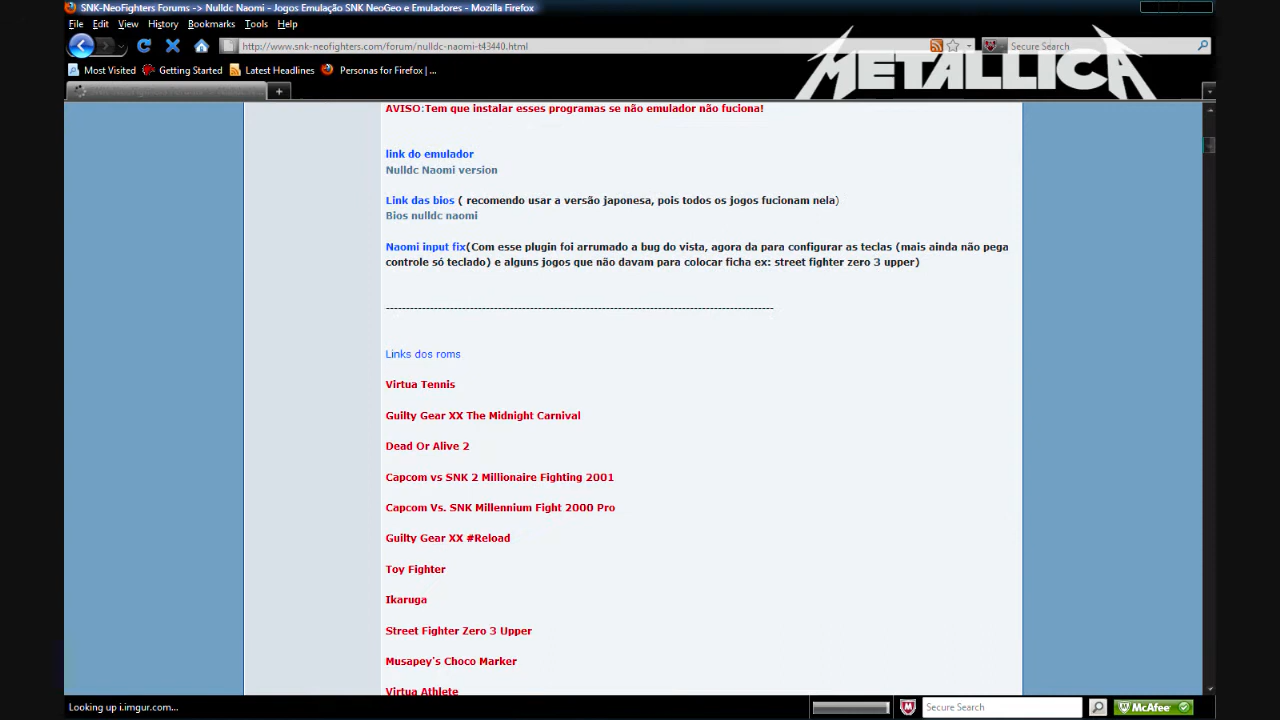 SNK-NeoFighters Forums -> Nulldc Naomi - Jogos Emulação SNK NeoGeo e Emuladores - Mozilla Firefox
File Edit View History Bookmarks Tools Help
http://www.snk-neofighters.com/forum/nulldc-naomi-t43440.html
Secure Search
METALLICA
Most Visited Getting Started Latest Headlines Personas for Firefox | ...
AVISO:Tem que instalar esses programas se não emulador não fuciona!
link do emulador
Nulldc Naomi version
Link das bios ( recomendo usar a versão japonesa, pois todos os jogos fucionam nela)
Bios nulldc naomi
Naomi input fix(Com esse plugin foi arrumado a bug do vista, agora da para configurar as teclas (mais ainda não pega
controle só teclado) e alguns jogos que não davam para colocar ficha ex: street fighter zero 3 upper)
--------------------------------------------------------------------------------------
Links dos roms
Virtua Tennis
Guilty Gear XX The Midnight Carnival
Dead Or Alive 2
Capcom vs SNK 2 Millionaire Fighting 2001
Capcom Vs. SNK Millennium Fight 2000 Pro
Guilty Gear XX #Reload
Toy Fighter
Ikaruga
Street Fighter Zero 3 Upper
Musapey's Choco Marker
Virtua Athlete
Looking up i.imgur.com...
Secure Search
McAfee